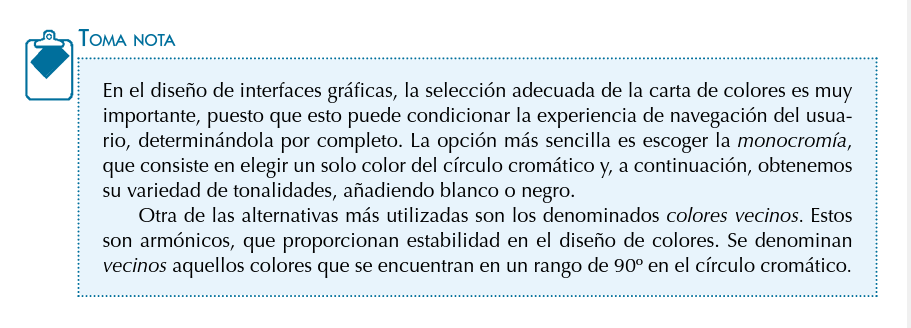 TOMA NOTA
En el diseño de interfaces gráficas, la selección adecuada de la carta de colores es muy
importante, puesto que esto puede condicionar la experiencia de navegación del usua-
rio, determinándola por completo. La opción más sencilla es escoger la monocromía,
que consiste en elegir un solo color del círculo cromático y, a continuación, obtenemos
su variedad de tonalidades, añadiendo blanco o negro.
Otra de las alternativas más utilizadas son los denominados colores vecinos. Estos
son armónicos, que proporcionan estabilidad en el diseño de colores. Se denominan
vecinos aquellos colores que se encuentran en un rango de 90º en el círculo cromático.